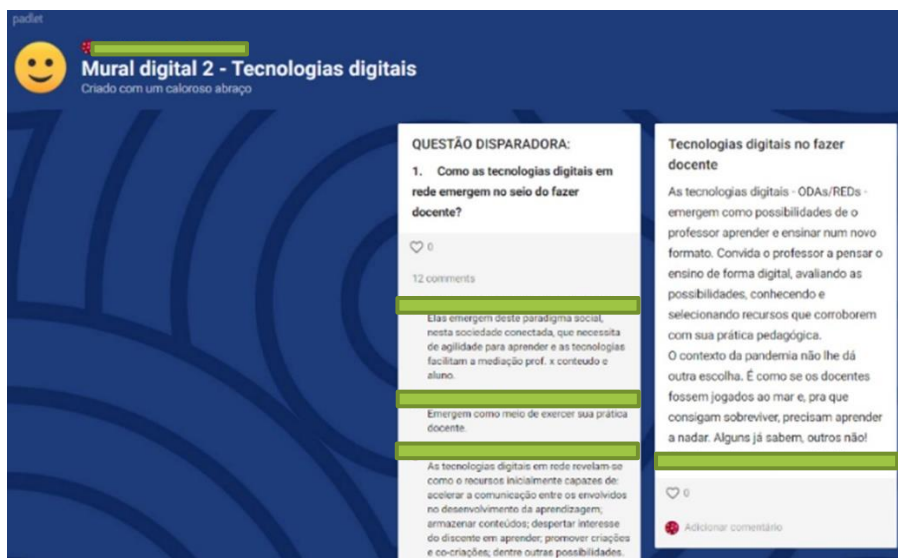 padlet
Mural digital 2 - Tecnologias digitais
Criado com um caloroso abraço
QUESTÃO DISPARADORA:
1. Como as tecnologias digitais em
rede emergem no seio do fazer
docente?
0
12 comments
Elas emergem deste paradigma social,
nesta sociedade conectada, que necessita
de agilidade para aprender e as tecnologias
facilitam a mediação prof. x conteudo e
aluno.
Emergem como meio de exercer sua prática
docente.
As tecnologias digitais em rede revelam-se
como o recursos inicialmente capazes de:
acelerar a comunicação entre os envolvidos
no desenvolvimento da aprendizagem;
armazenar conteúdos; despertar interesse
do discente em aprender; promover criações
e co-criações; dentre outras possibilidades.
Tecnologias digitais no fazer
docente
As tecnologias digitais - ODAs/REDs -
emergem como possibilidades de o
professor aprender e ensinar num novo
formato. Convida o professor a pensar o
ensino de forma digital, avaliando as
possibilidades, conhecendo e
selecionando recursos que corroborem
com sua prática pedagógica.
O contexto da pandemia não lhe dá
outra escolha. É como se os docentes
fossem jogados ao mar e, pra que
consigam sobreviver, precisam aprender
a nadar. Alguns já sabem, outros não!
0
Adicionar comentário